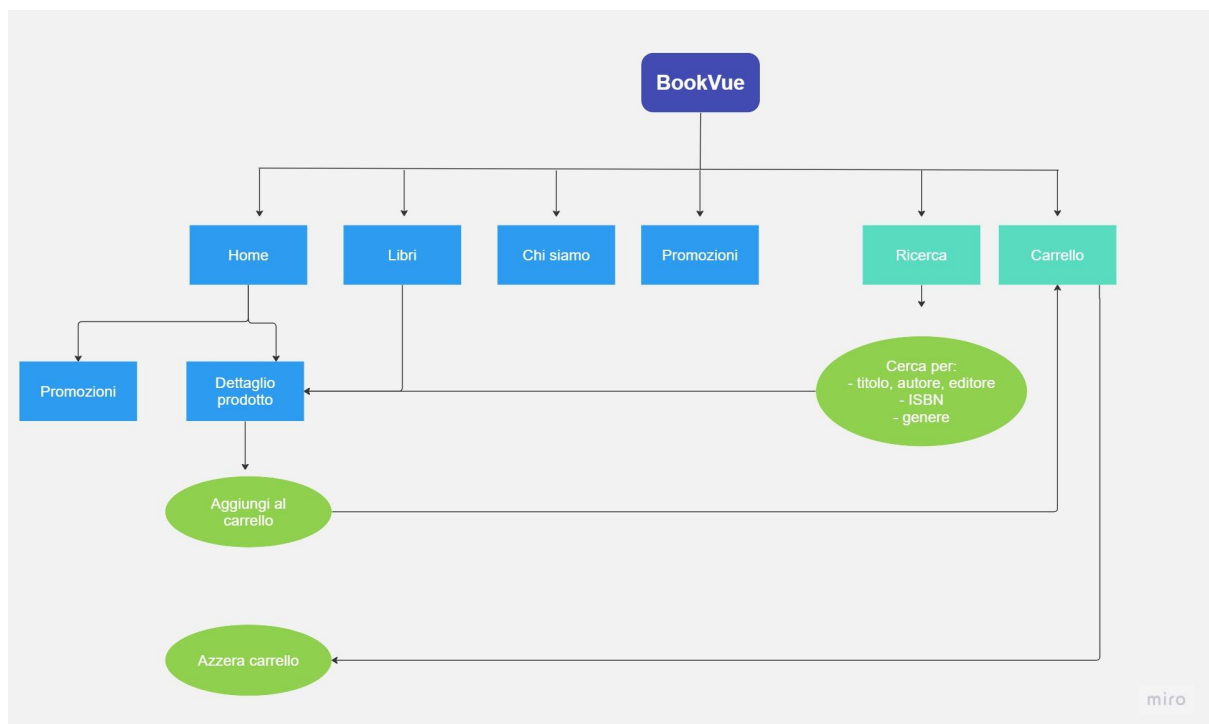 BookVue
Home
Libri
Chi siamo
Promozioni
Ricerca
Carrello
Promozioni
Dettaglio
prodotto
Cerca per:
- titolo, autore, editore
- ISBN
- genere
Aggiungi al
carrello
Azzera carrello
miro